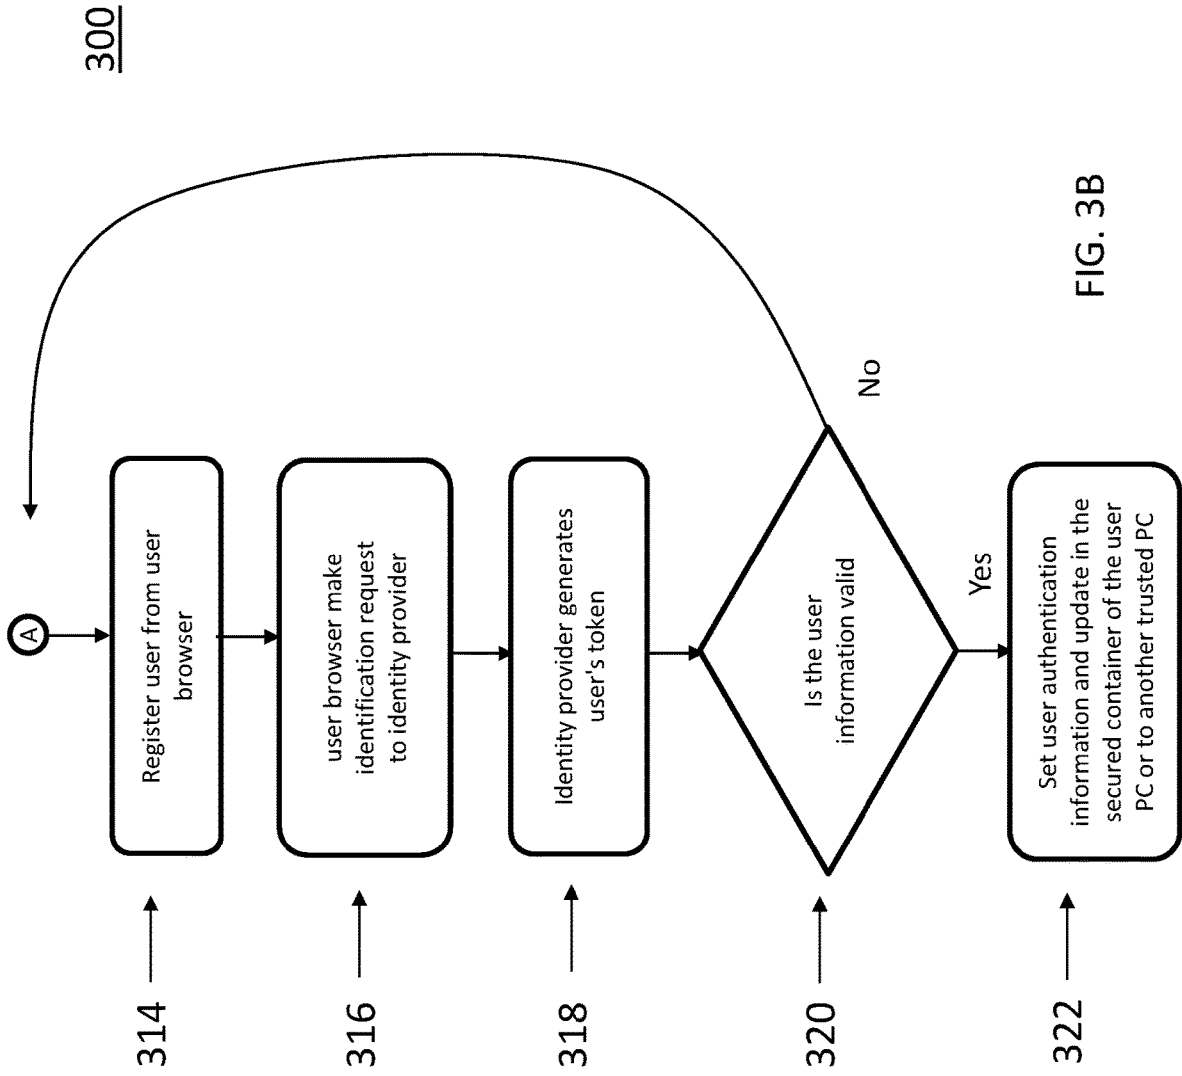 300
A
314
Register user from user
browser
316
user browser make
identification request
to identity provider
318
Identity provider generates
user's token
320
Is the user
information valid
No
Yes
322
Set user authentication
information and update in the
secured container of the user
PC or to another trusted PC
FIG. 3B